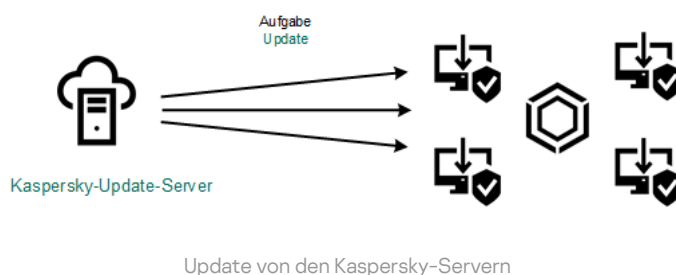 Aufgabe
Update
Kaspersky-Update-Server
Update von den Kaspersky-Servern